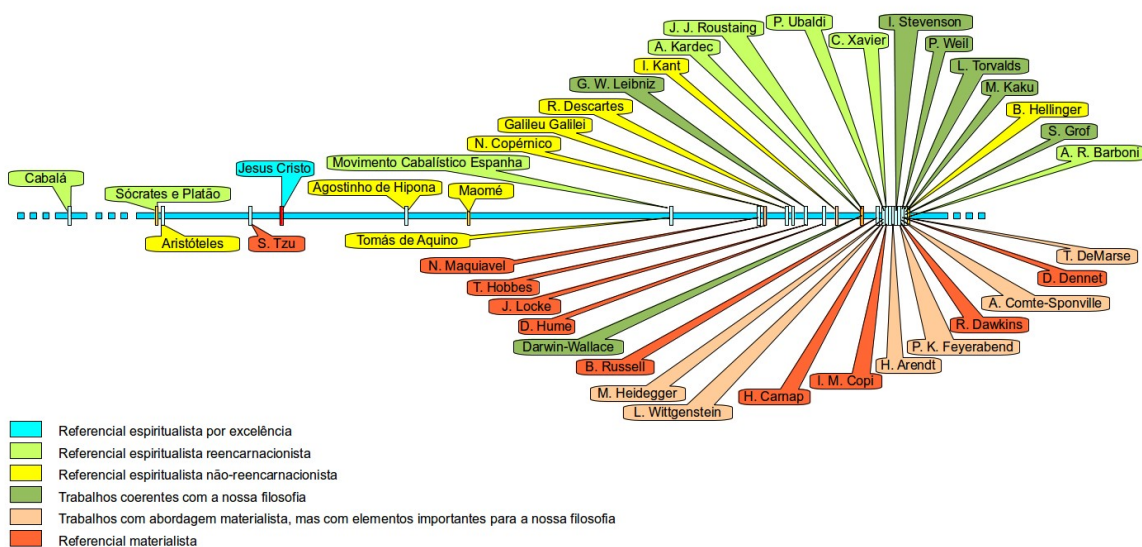 P. Ubaldi
I. Stevenson
J. J. Roustaing
C. Xavier
P. Weil
A. Kardec
L. Torvalds
I. Kant
M. Kaku
G. W. Leibniz
B. Hellinger
R. Descartes
S. Grof
Galileu Galilei
A. R. Barboni
N. Copérnico
Movimento Cabalístico Espanha
Jesus Cristo
Cabalá
Sócrates e Platão
Agostinho de Hipona
Maomé
Aristóteles
S. Tzu
Tomás de Aquino
N. Maquiavel
T. Hobbes
J. Locke
D. Hume
Darwin-Wallace
B. Russell
M. Heidegger
L. Wittgenstein
H. Carnap
I. M. Copi
H. Arendt
P. K. Feyerabend
R. Dawkins
A. Comte-Sponville
D. Dennet
T. DeMarse
Referencial espiritualista por excelência
Referencial espiritualista reencarnacionista
Referencial espiritualista não-reencarnacionista
Trabalhos coerentes com a nossa filosofia
Trabalhos com abordagem materialista, mas com elementos importantes para a nossa filosofia
Referencial materialista